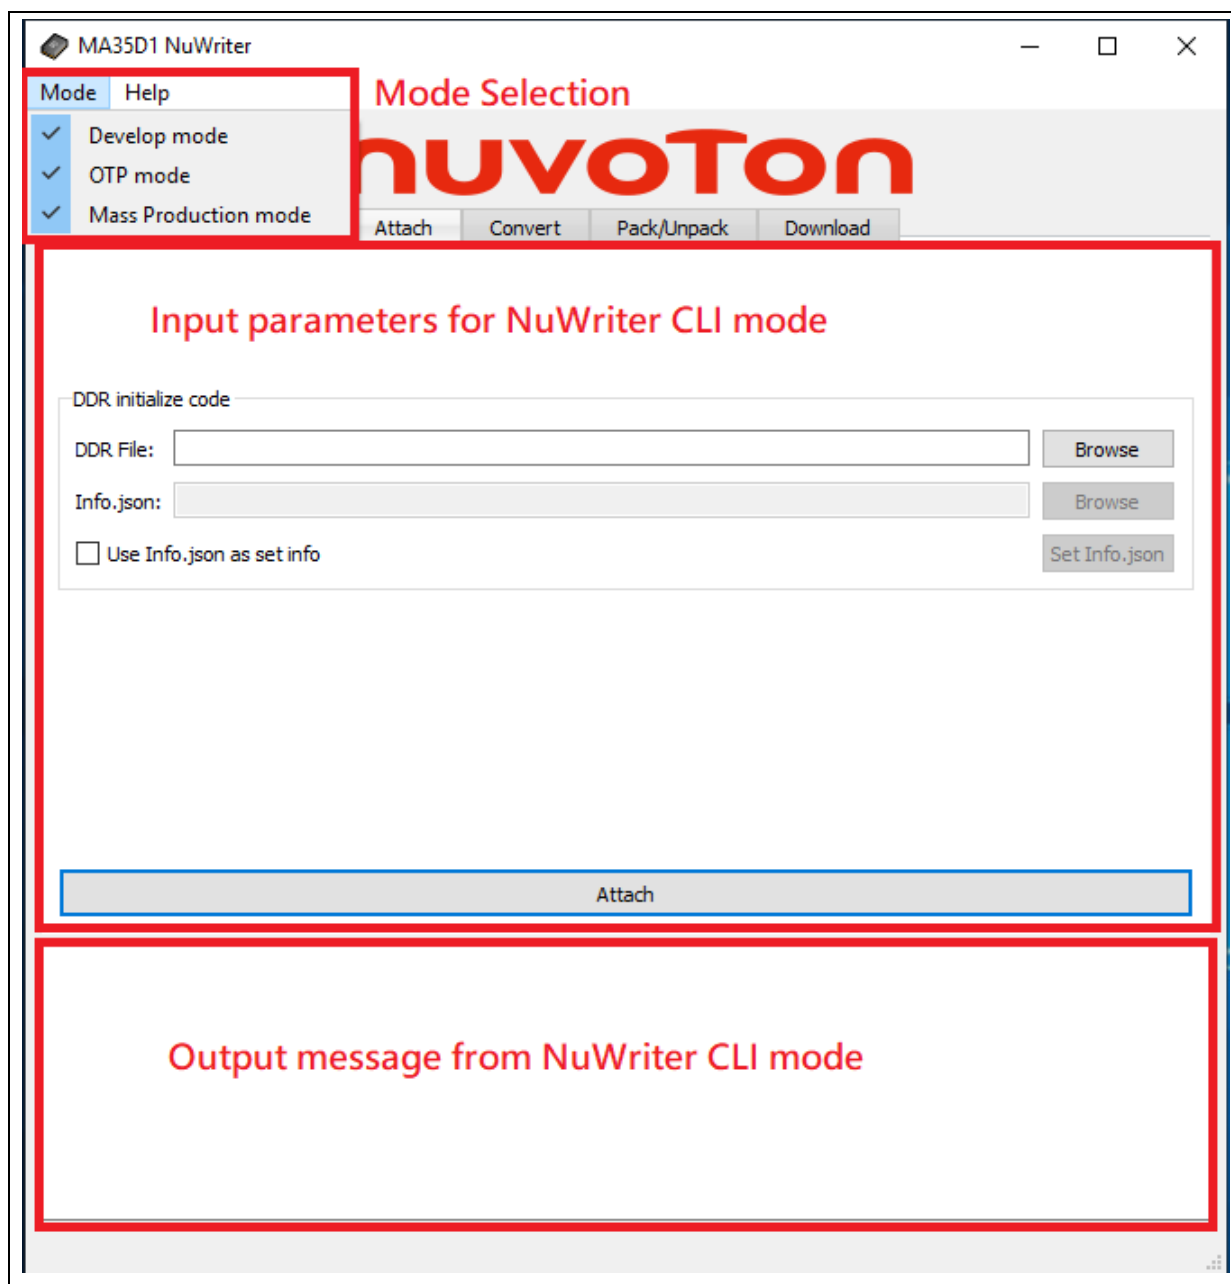 MA35D1 NuWriter
Mode Help
Mode Selection
Develop mode
OTP mode
Mass Production mode
nuvoTon
Attach Convert Pack/Unpack Download
Input parameters for NuWriter CLI mode
DDR initialize code
DDR File: Browse
Info.json: Browse
Use Info.json as set info Set Info.json
Attach
Output message from NuWriter CLI mode